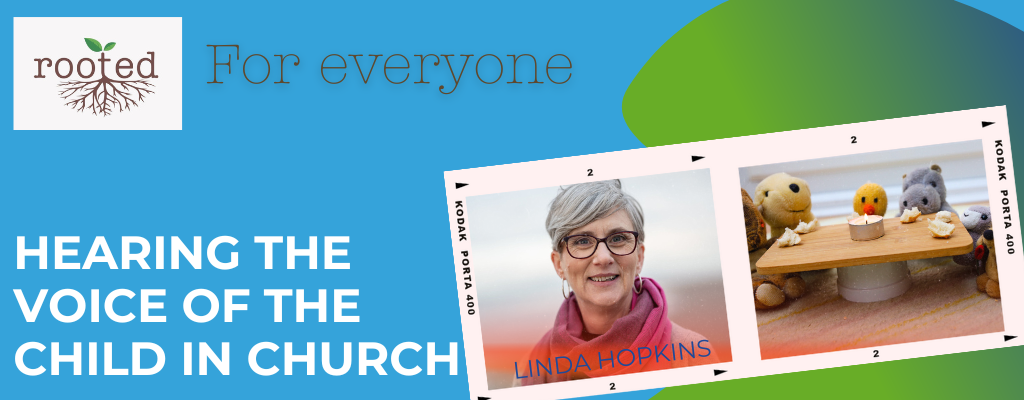 rooted
For everyone
HEARING THE
VOICE OF THE
CHILD IN CHURCH
2
KODAK PORTA 400
LINDA HOPKINS
2
2
KODAK PORTA 400
2